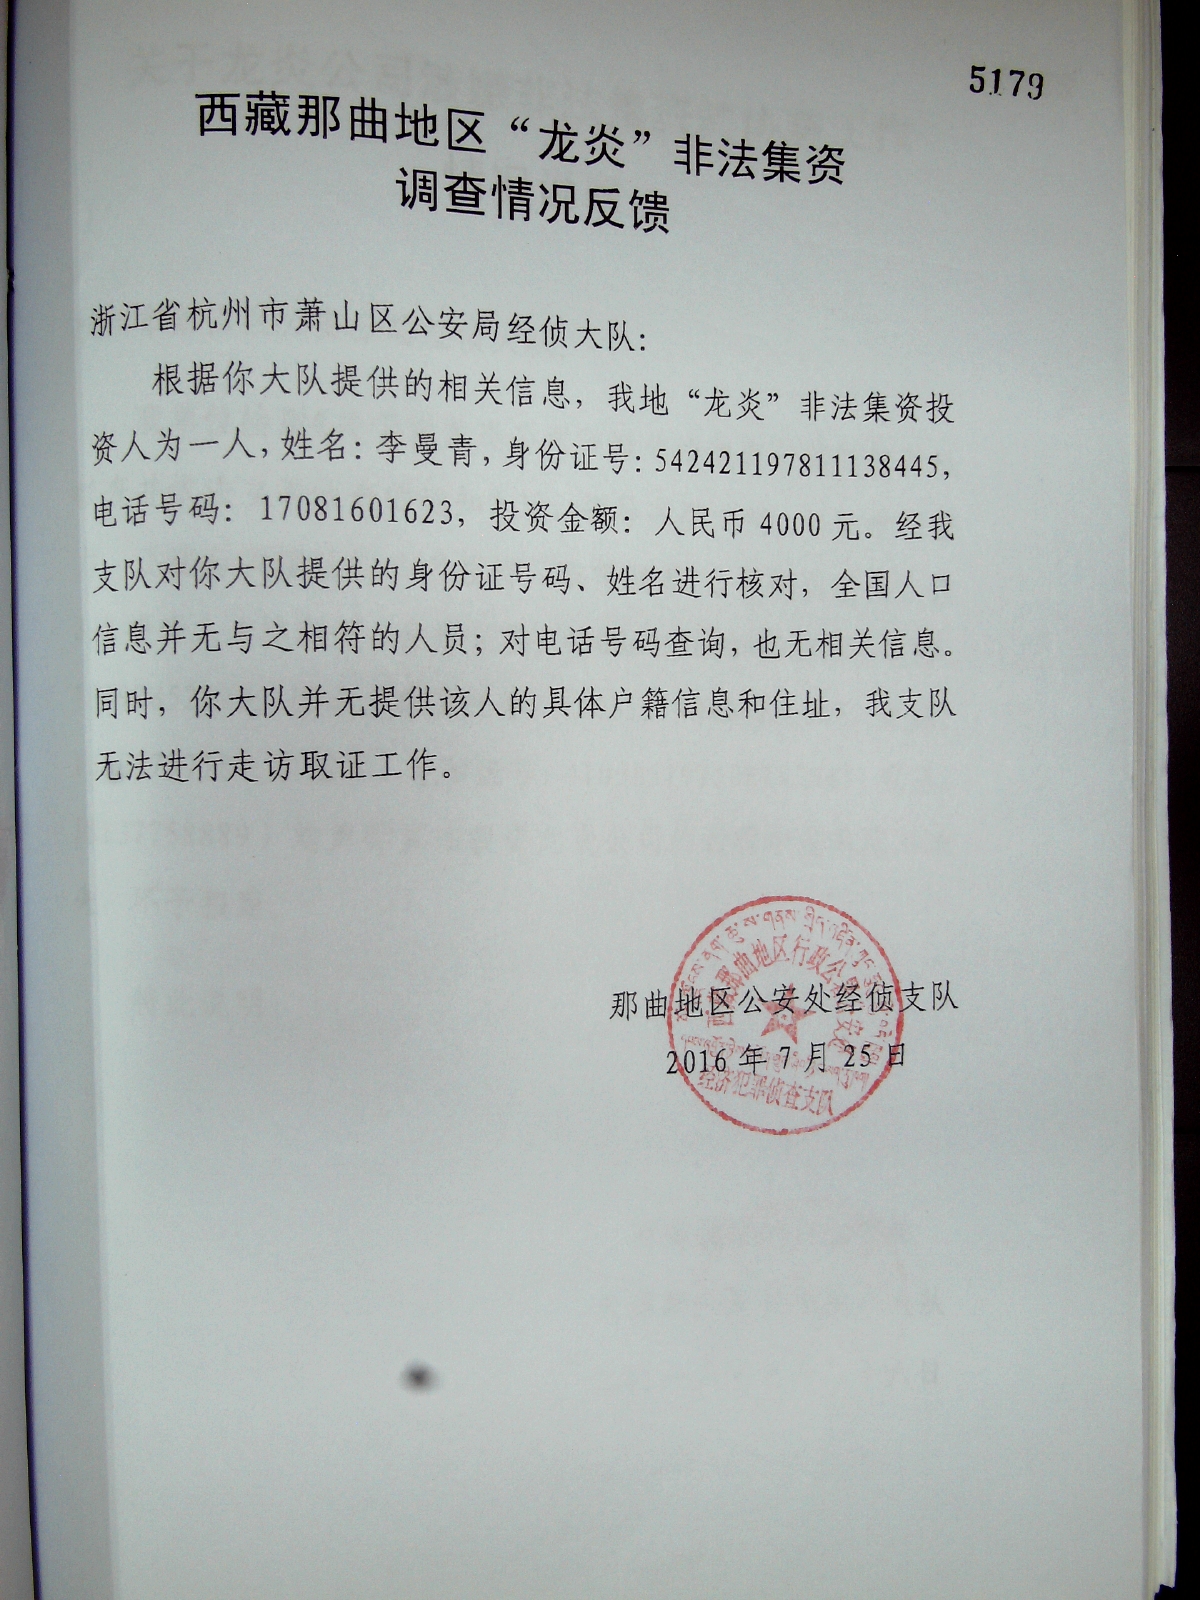 5179
西藏那曲地区“龙炎”非法集资
调查情况反馈
浙江省杭州市萧山区公安局经侦大队：
根据你大队提供的相关信息，我地“龙炎”非法集资投
资人为一人，姓名：李曼青，身份证号：542421197811138445，
电话号码：17081601623，投资金额：人民币4000元。经我
支队对你大队提供的身份证号码、姓名进行核对，全国人口
信息并无与之相符的人员；对电话号码查询，也无相关信息。
同时，你大队并无提供该人的具体户籍信息和住址，我支队
无法进行走访取证工作。
西藏那曲地区行政公署公安处
那曲地区公安处经侦支队
2016年7月25日
经济犯罪侦查支队